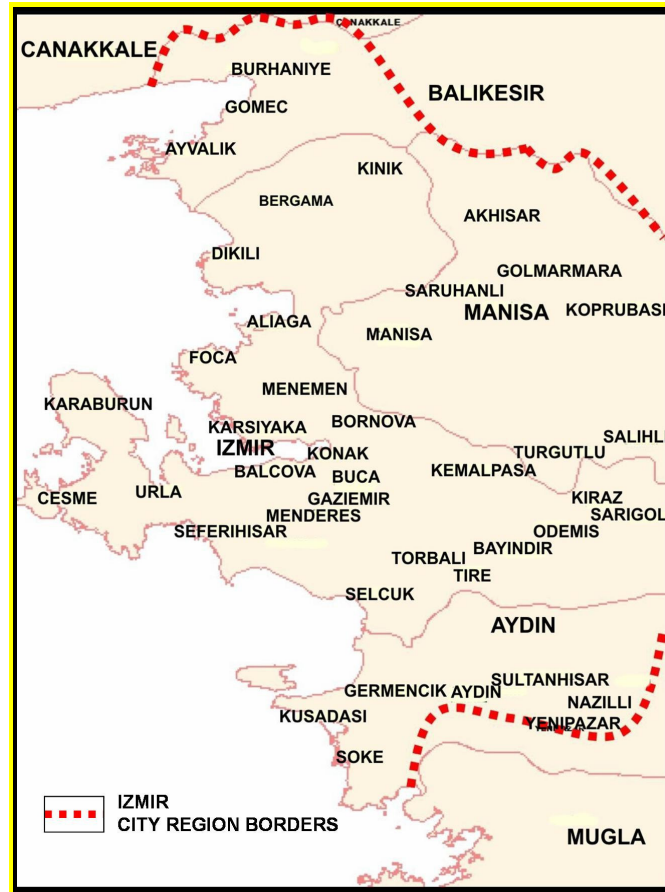 CANAKKALE
CANAKKALE
BURHANIYE
BALIKESIR
GOMEC
AYVALIK
KINIK
BERGAMA
AKHISAR
DIKILI
GOLMARMARA
SARUHANLI
MANISA
KOPRUBASI
ALIAGA
MANISA
FOCA
MENEMEN
KARABURUN
BORNOVA
KARSIYAKA
IZMIR
KONAK
SALIHLI
TURGUTLU
BALCOVA
BUCA
KEMALPASA
CESME
URLA
GAZIEMIR
KIRAZ
MENDERES
SARIGOL
SEFERIHISAR
ODEMIS
BAYINDIR
TORBALI
TIRE
SELCUK
AYDIN
SULTANHISAR
GERMENCIK
AYDIN
NAZILLI
KUSADASI
YENIPAZAR
SOKE
IZMIR
CITY REGION BORDERS
MUGLA